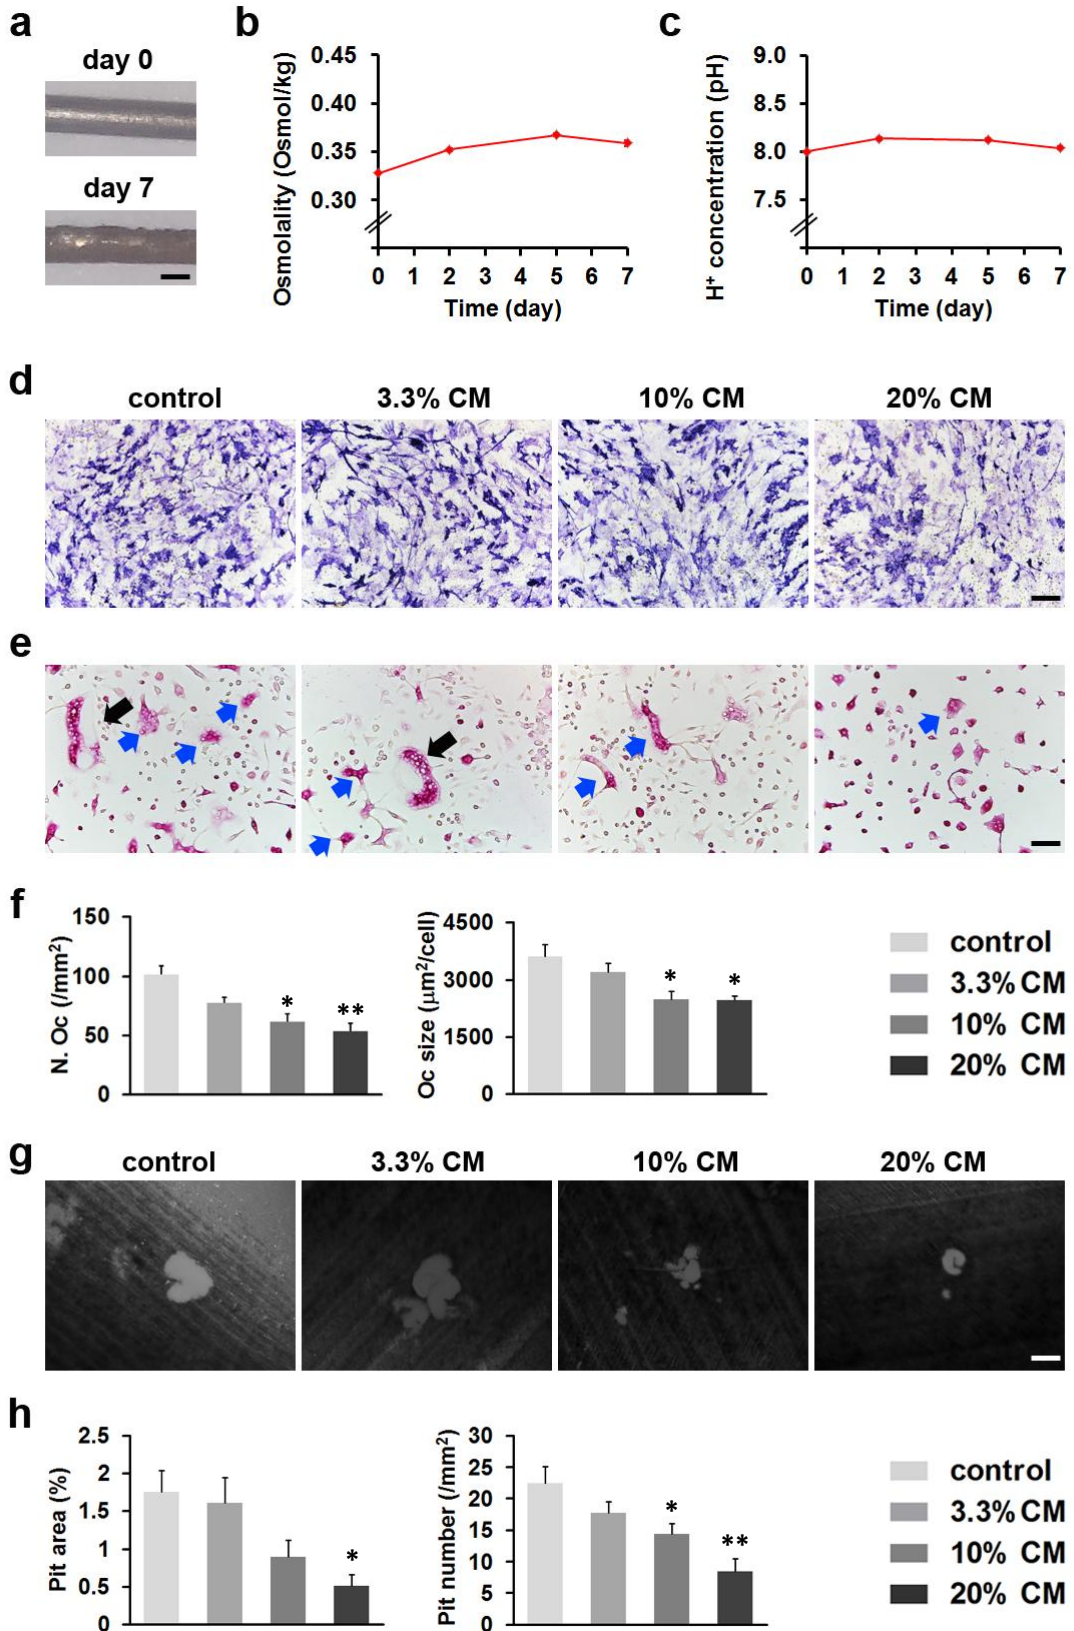 a
day 0
day 7
b
Osmolality (Osmol/kg)
0.45
0.40
0.35
0.30
0 1 2 3 4 5 6 7
Time (day)
c
H⁺ concentration (pH)
9.0
8.5
8.0
7.5
0 1 2 3 4 5 6 7
Time (day)
d
control 3.3% CM 10% CM 20% CM
e
f
N. Oc (/mm²)
150
100
50
0
*
**
Oc size (μm²/cell)
4500
3000
1500
0
*
*
control
3.3% CM
10% CM
20% CM
g
control 3.3% CM 10% CM 20% CM
h
Pit area (%)
2.5
2
1.5
1
0.5
0
*
Pit number (/mm²)
30
25
20
15
10
5
0
*
**
control
3.3% CM
10% CM
20% CM